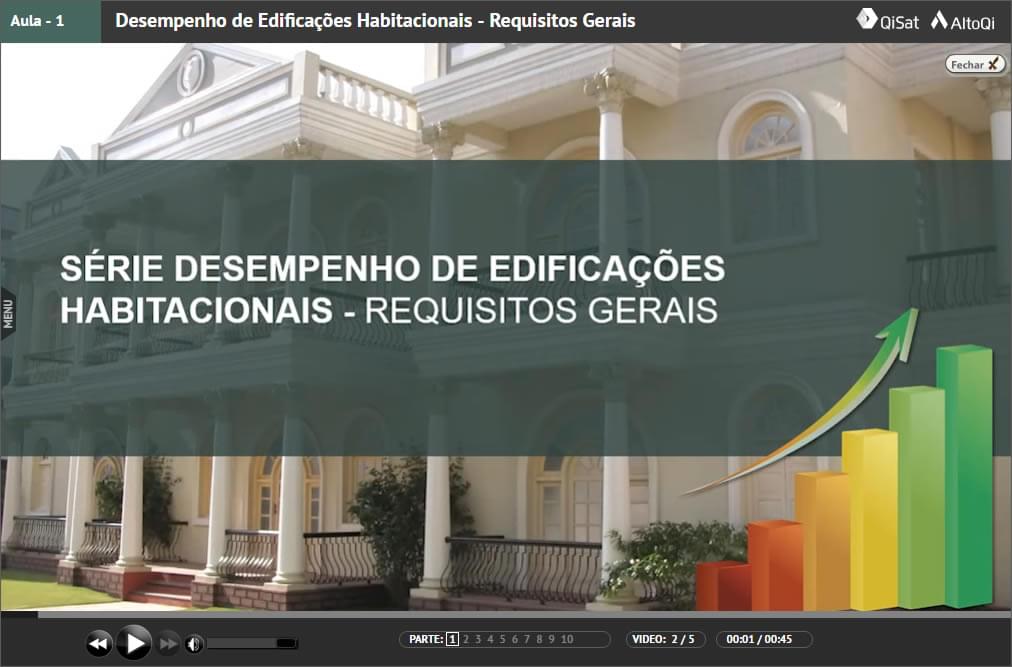 Aula - 1
Desempenho de Edificações Habitacionais - Requisitos Gerais
QiSat
AltoQi
Fechar
MENU
SÉRIE DESEMPENHO DE EDIFICAÇÕES
HABITACIONAIS - REQUISITOS GERAIS
PARTE: 1 2 3 4 5 6 7 8 9 10
VIDEO: 2 / 5
00:01 / 00:45